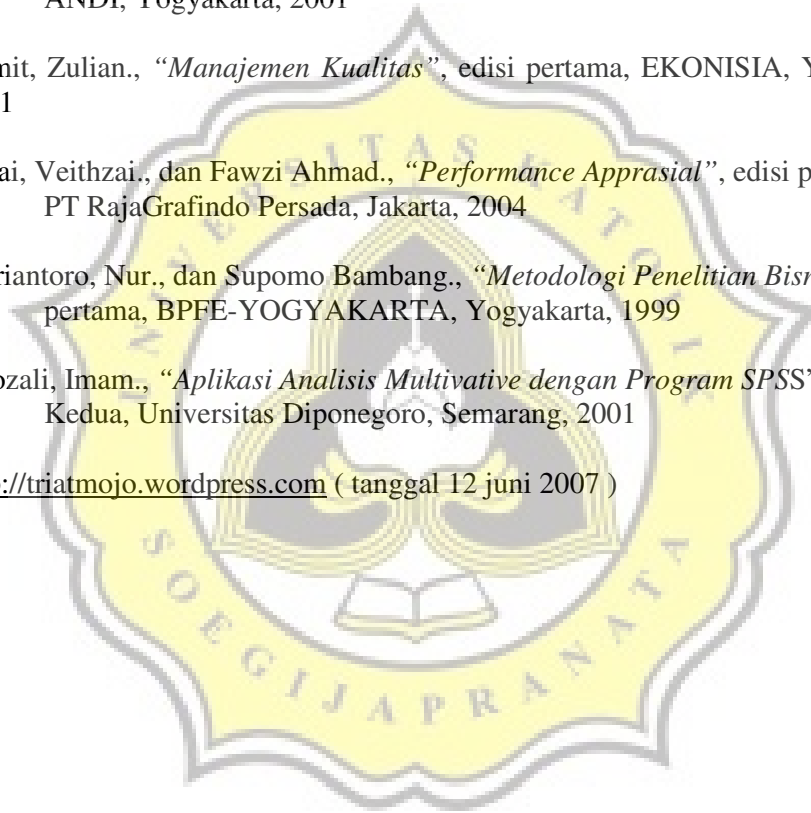 ANDI, Yogyakarta, 2001
mit, Zulian., “Manajemen Kualitas”, edisi pertama, EKONISIA, Y
1
ai, Veithzai., dan Fawzi Ahmad., “Performance Apprasial”, edisi p
PT RajaGrafindo Persada, Jakarta, 2004
riantoro, Nur., dan Supomo Bambang., “Metodologi Penelitian Bisn
pertama, BPFE-YOGYAKARTA, Yogyakarta, 1999
ozali, Imam., “Aplikasi Analisis Multivative dengan Program SPSS”
Kedua, Universitas Diponegoro, Semarang, 2001
://triatmojo.wordpress.com ( tanggal 12 juni 2007 )
UNIVERSITAS KATOLIK
SOEGIJAPRANATA